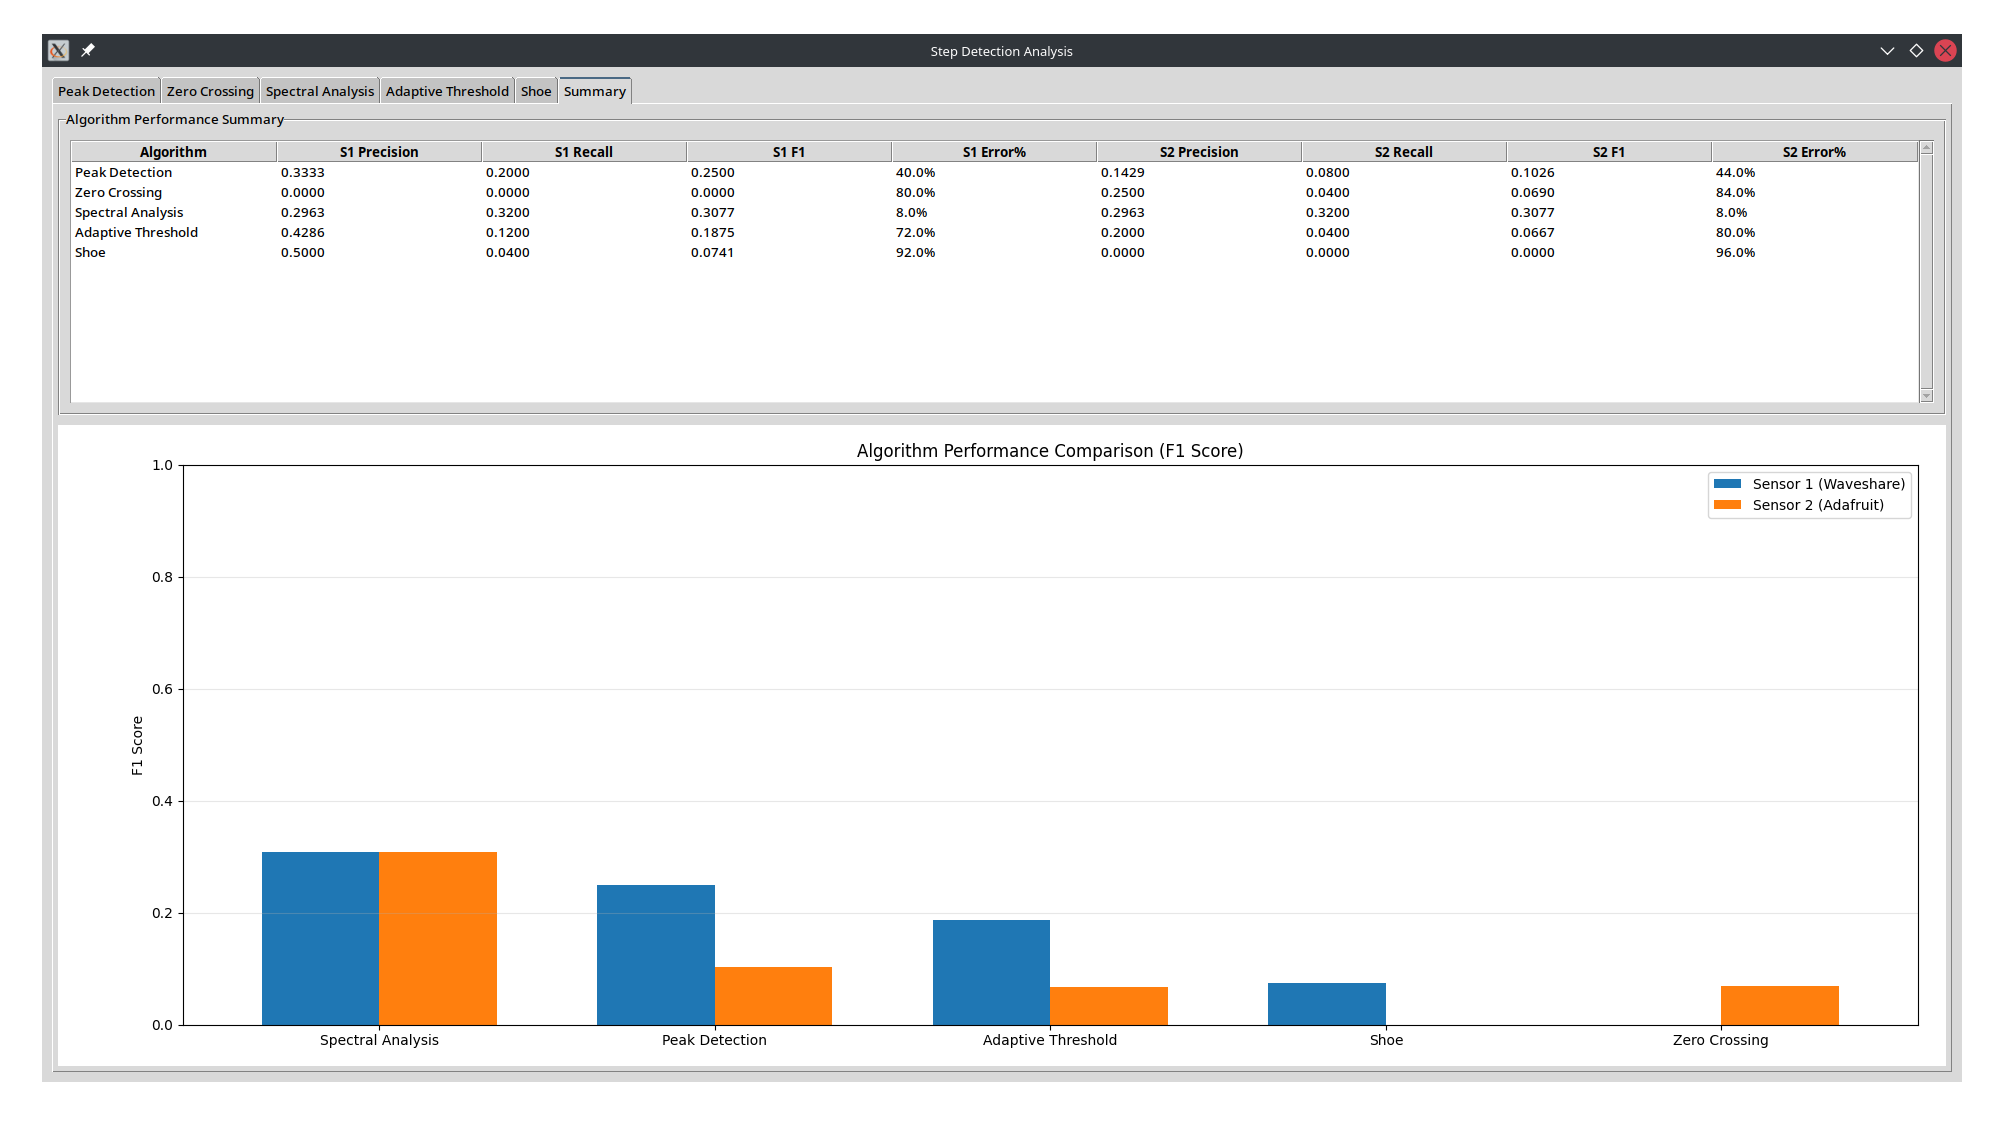 Step Detection Analysis
Peak Detection Zero Crossing Spectral Analysis Adaptive Threshold Shoe Summary
Algorithm Performance Summary
Algorithm S1 Precision S1 Recall S1 F1 S1 Error% S2 Precision S2 Recall S2 F1 S2 Error%
Peak Detection 0.3333 0.2000 0.2500 40.0% 0.1429 0.0800 0.1026 44.0%
Zero Crossing 0.0000 0.0000 0.0000 80.0% 0.2500 0.0400 0.0690 84.0%
Spectral Analysis 0.2963 0.3200 0.3077 8.0% 0.2963 0.3200 0.3077 8.0%
Adaptive Threshold 0.4286 0.1200 0.1875 72.0% 0.2000 0.0400 0.0667 80.0%
Shoe 0.5000 0.0400 0.0741 92.0% 0.0000 0.0000 0.0000 96.0%
Algorithm Performance Comparison (F1 Score)
1.0
Sensor 1 (Waveshare)
Sensor 2 (Adafruit)
0.8
0.6
F1 Score
0.4
0.2
0.0
Spectral Analysis Peak Detection Adaptive Threshold Shoe Zero Crossing